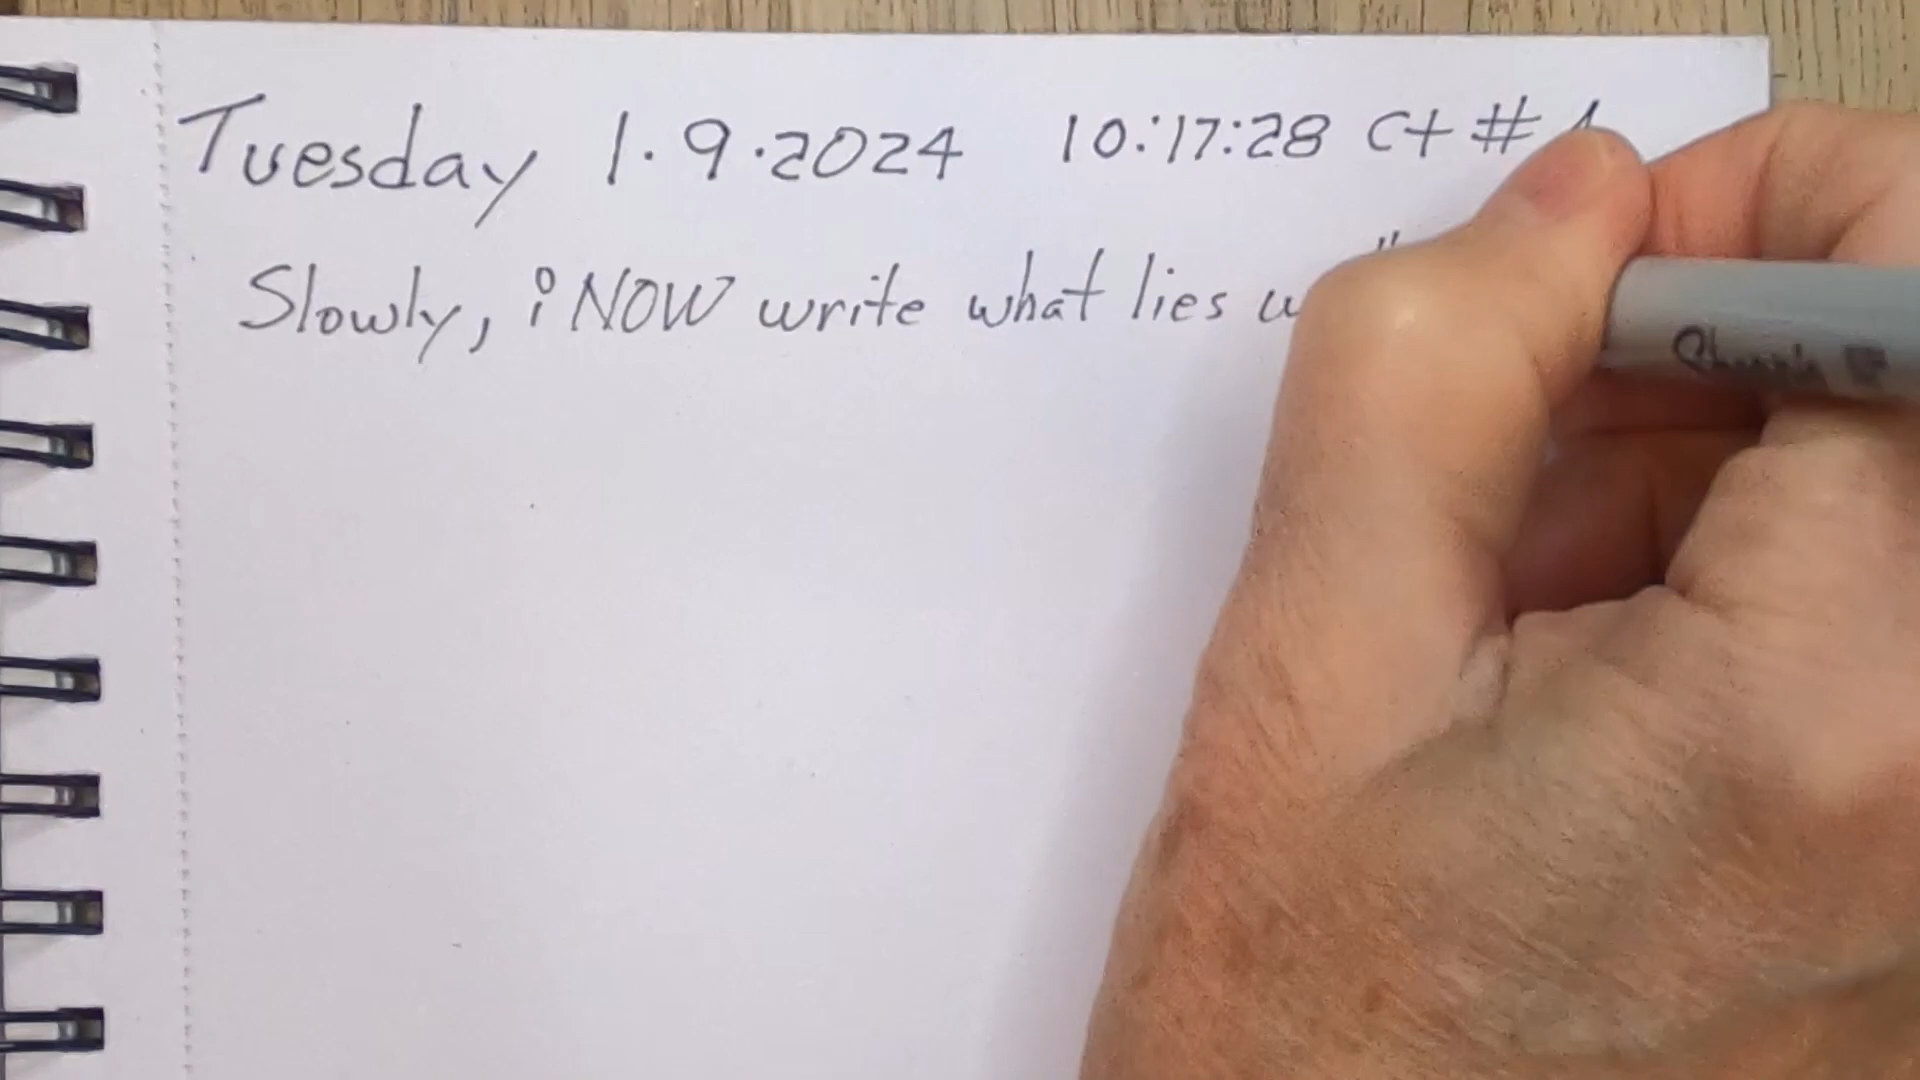 Tuesday 1.9.2024 10:17:28 Ct #
Slowly, i NOW write what lies